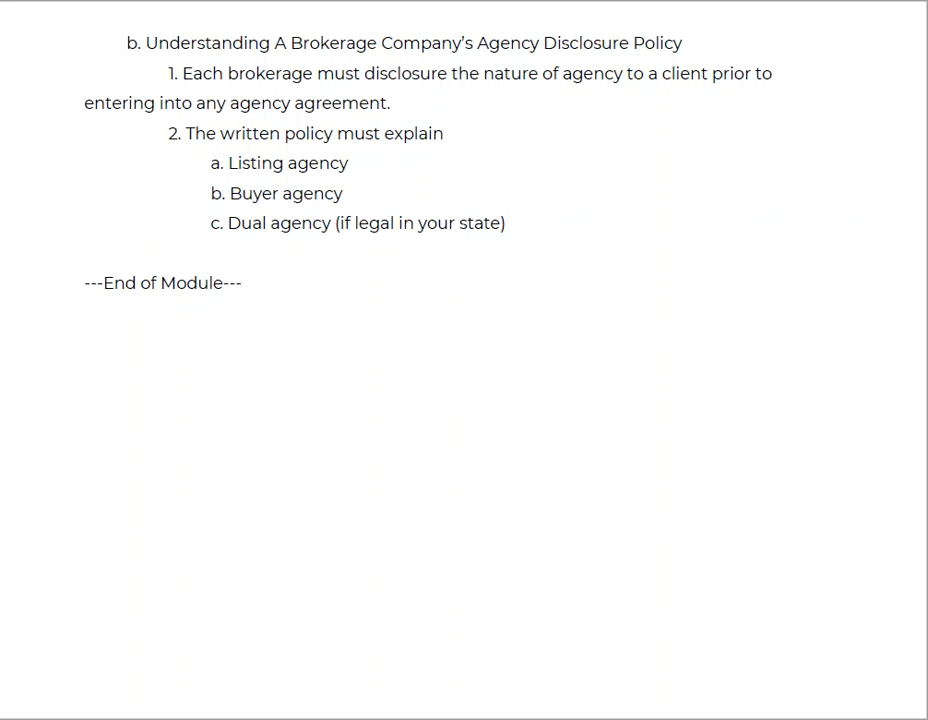 b. Understanding A Brokerage Company’s Agency Disclosure Policy
1. Each brokerage must disclosure the nature of agency to a client prior to
entering into any agency agreement.
2. The written policy must explain
a. Listing agency
b. Buyer agency
c. Dual agency (if legal in your state)
---End of Module---